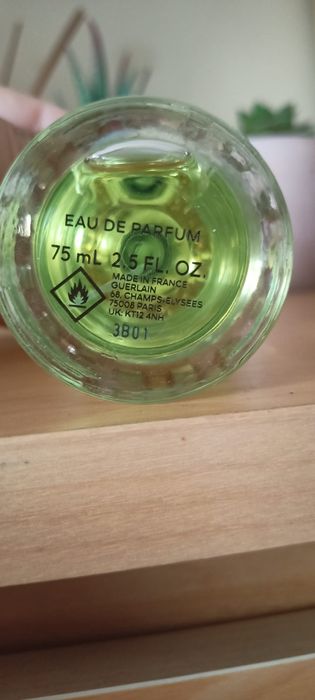 EAU DE PARFUM
75 mL 2.5 FL. OZ.
MADE IN FRANCE
GUERLAIN
68, CHAMPS-ELYSEES
75008 PARIS
UK: KT12 4NH
3B01